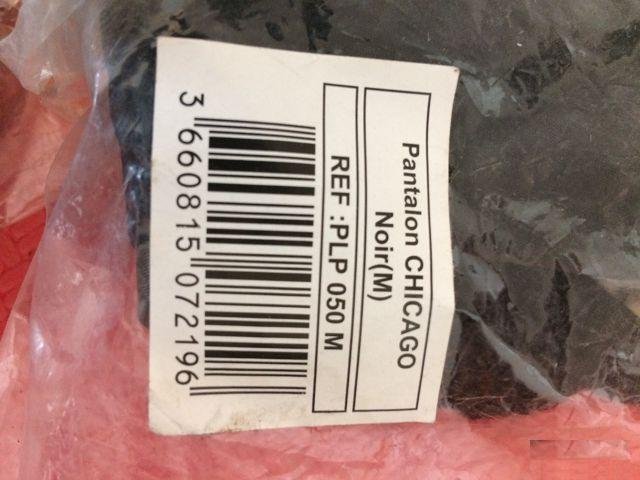 Pantalon CHICAGO
Noir(M)
REF :PLP 050 M
3 660815 072196